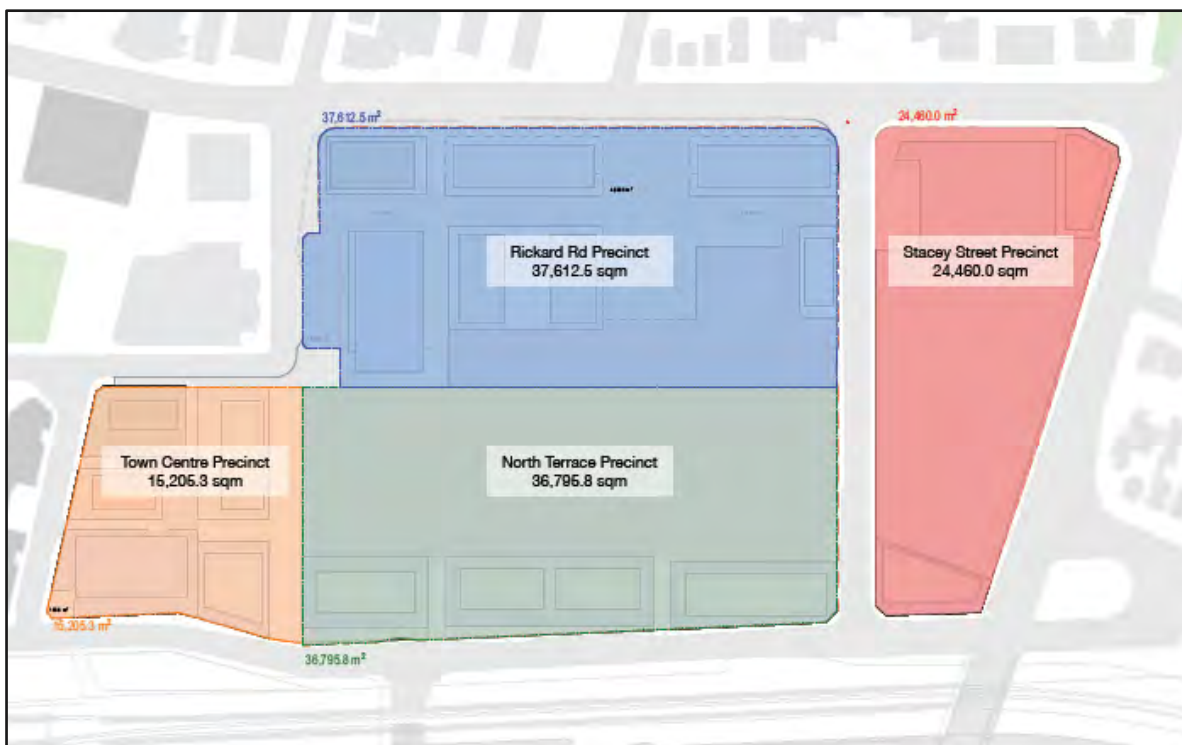 37,612.5 m²
24,460.0 m²
Rickard Rd Precinct
37,612.5 sqm
Stacey Street Precinct
24,460.0 sqm
Town Centre Precinct
15,205.3 sqm
North Terrace Precinct
36,795.8 sqm
15,205.3 m²
36,795.8 m²